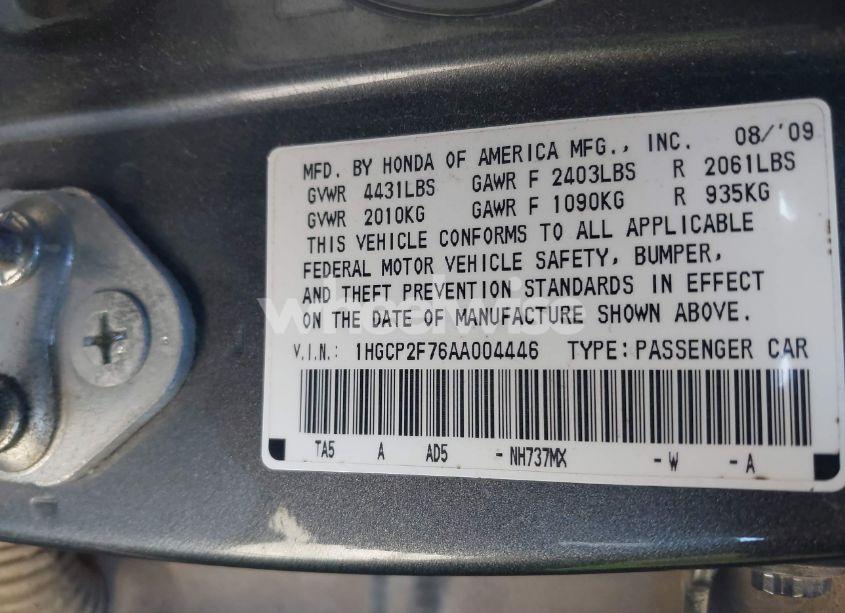 MFD. BY HONDA OF AMERICA MFG., INC. 08/'09
GVWR 4431LBS GAWR F 2403LBS R 2061LBS
GVWR 2010KG GAWR F 1090KG R 935KG
THIS VEHICLE CONFORMS TO ALL APPLICABLE
FEDERAL MOTOR VEHICLE SAFETY, BUMPER,
AND THEFT PREVENTION STANDARDS IN EFFECT
ON THE DATE OF MANUFACTURE SHOWN ABOVE.
wheelwise
V.I.N.: 1HGCP2F76AA004446 TYPE: PASSENGER CAR
TA5 A AD5 - NH737MX - W - A